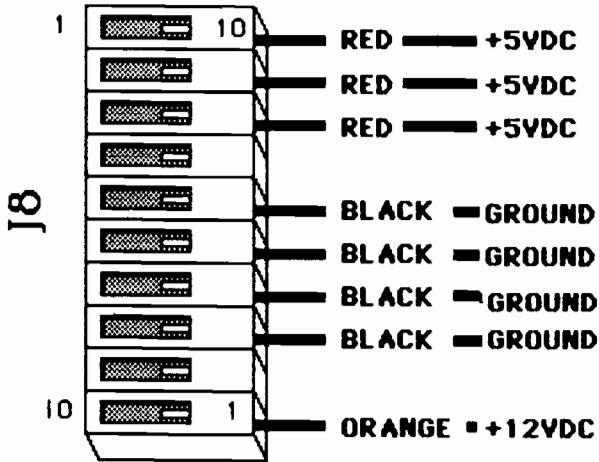 1 10 RED +5VDC
RED +5VDC
RED +5VDC
J8
BLACK GROUND
BLACK GROUND
BLACK GROUND
BLACK GROUND
10 1 ORANGE +12VDC